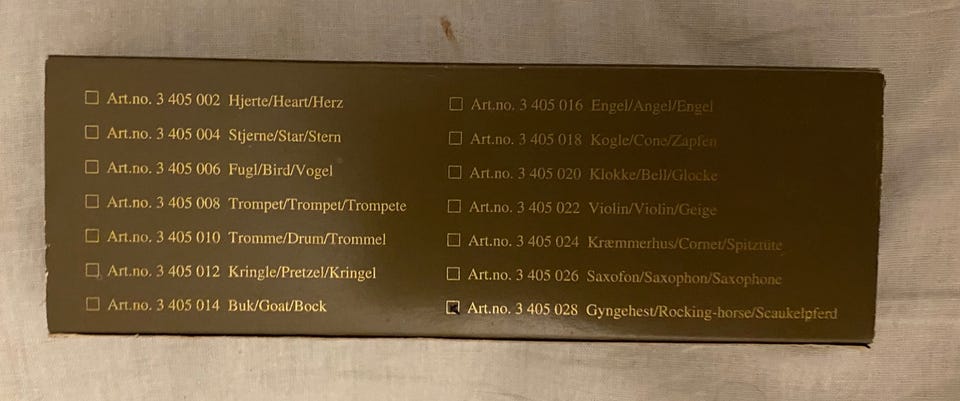 ☐ Art.no. 3 405 002 Hjerte/Heart/Herz
☐ Art.no. 3 405 004 Stjerne/Star/Stern
☐ Art.no. 3 405 006 Fugl/Bird/Vogel
☐ Art.no. 3 405 008 Trompet/Trompet/Trompete
☐ Art.no. 3 405 010 Tromme/Drum/Trommel
☐ Art.no. 3 405 012 Kringle/Pretzel/Kringel
☐ Art.no. 3 405 014 Buk/Goat/Bock
☐ Art.no. 3 405 016 Engel/Angel/Engel
☐ Art.no. 3 405 018 Kogle/Cone/Zapfen
☐ Art.no. 3 405 020 Klokke/Bell/Glocke
☐ Art.no. 3 405 022 Violin/Violin/Geige
☐ Art.no. 3 405 024 Kræmmerhus/Cornet/Spitztüte
☐ Art.no. 3 405 026 Saxofon/Saxophon/Saxophone
☒ Art.no. 3 405 028 Gyngehest/Rocking-horse/Scaukelpferd